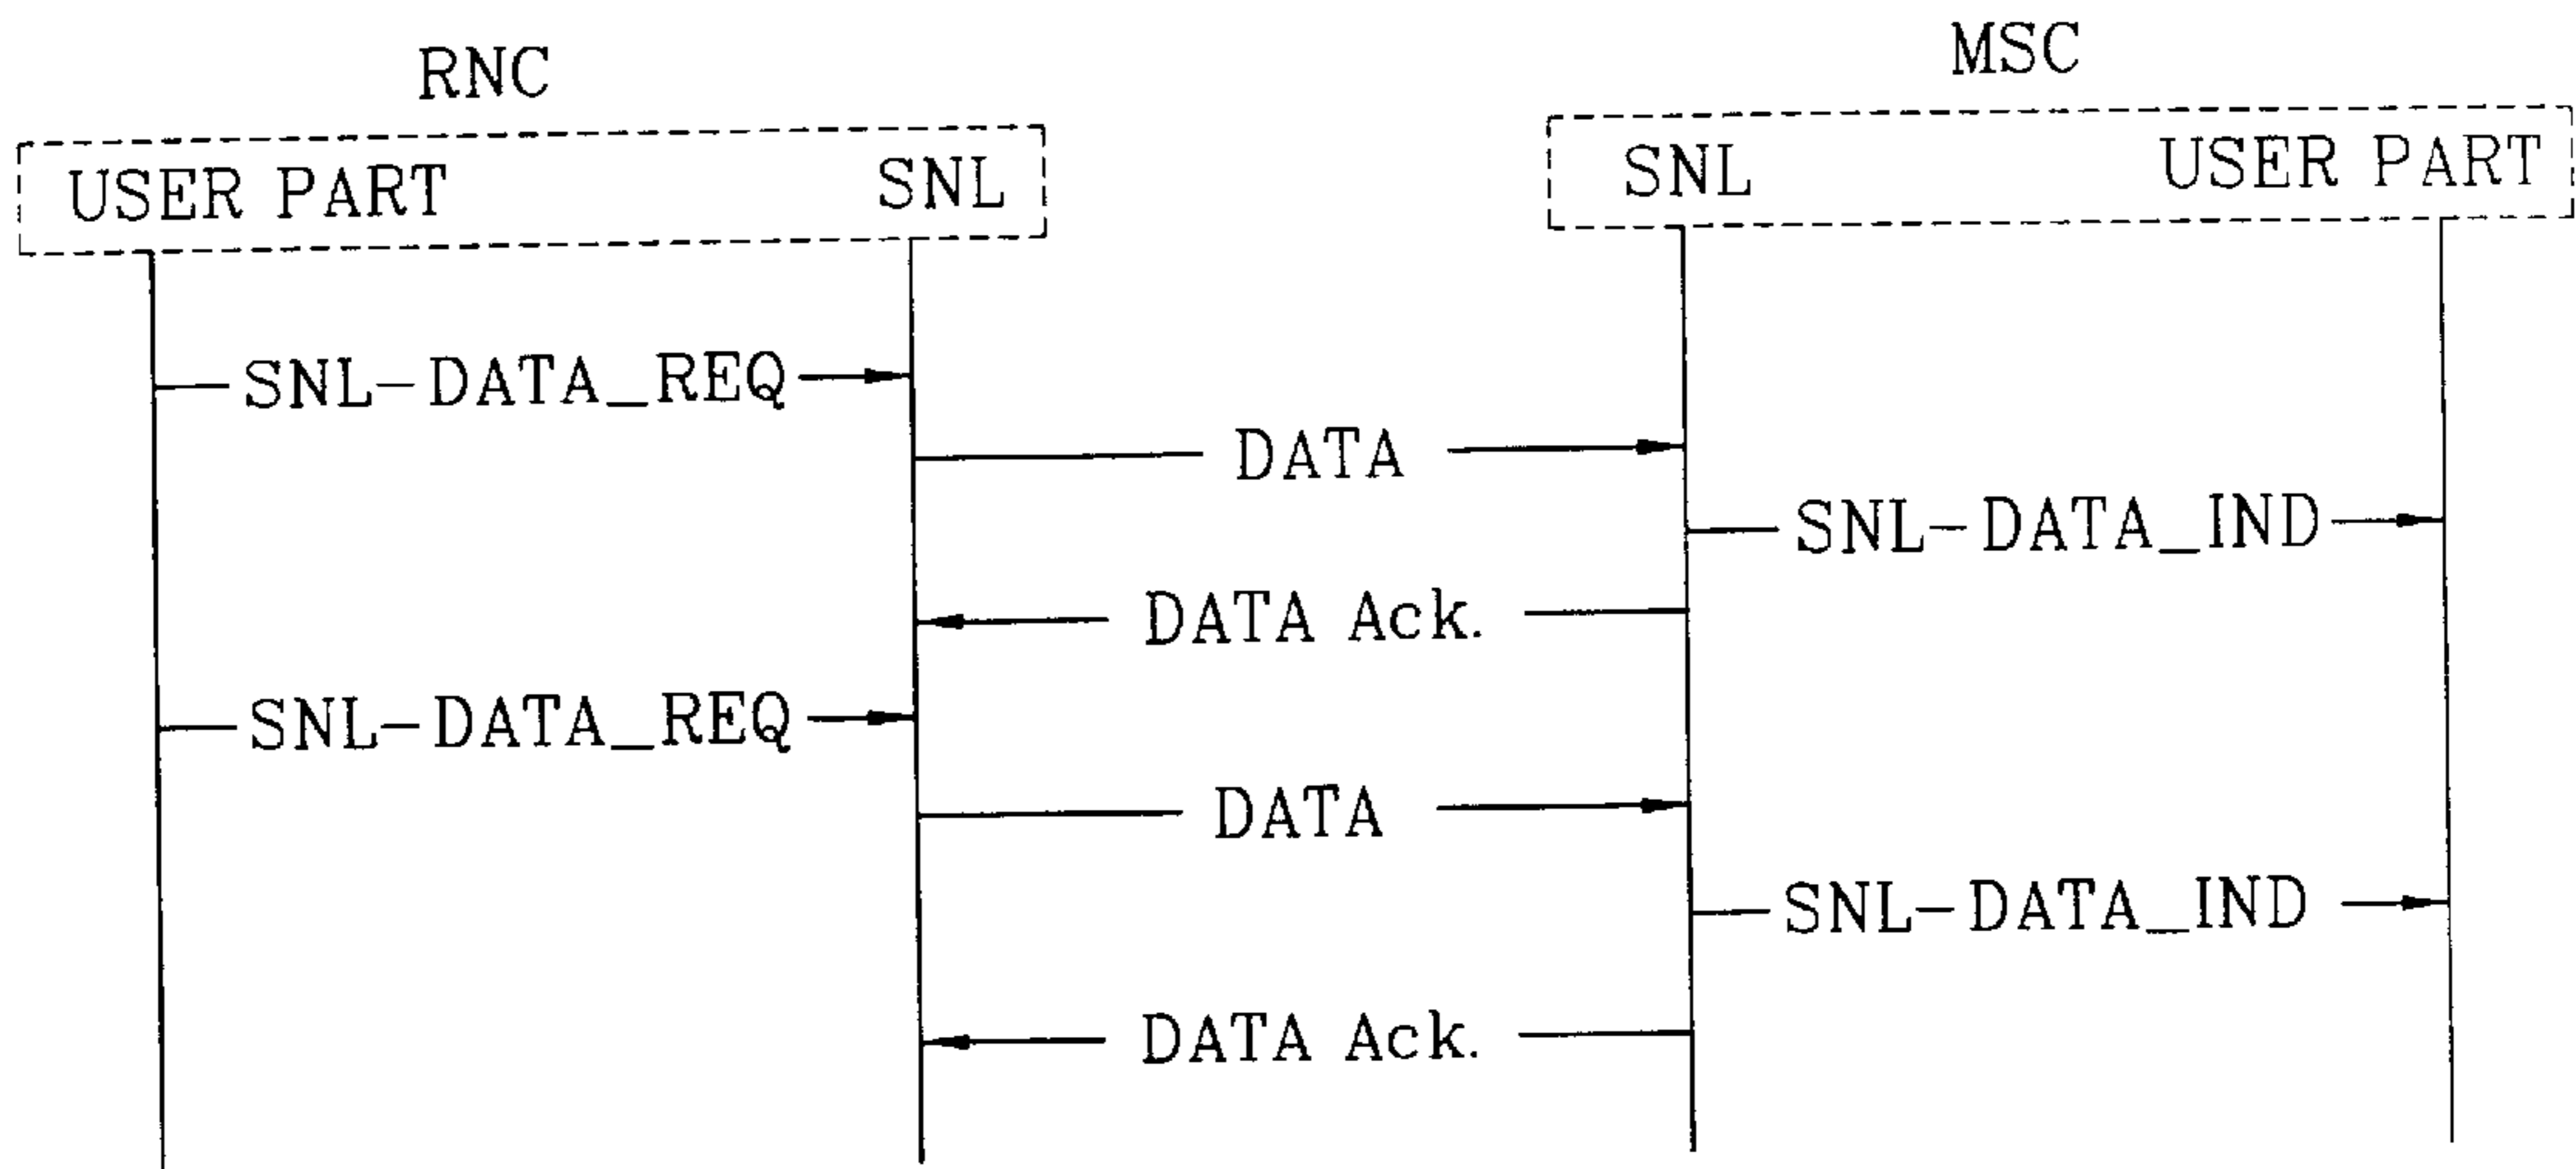 RNC
MSC
USER PART
SNL
SNL
USER PART
SNL-DATA_REQ
DATA
SNL-DATA_IND
DATA Ack.
SNL-DATA_REQ
DATA
SNL-DATA_IND
DATA Ack.